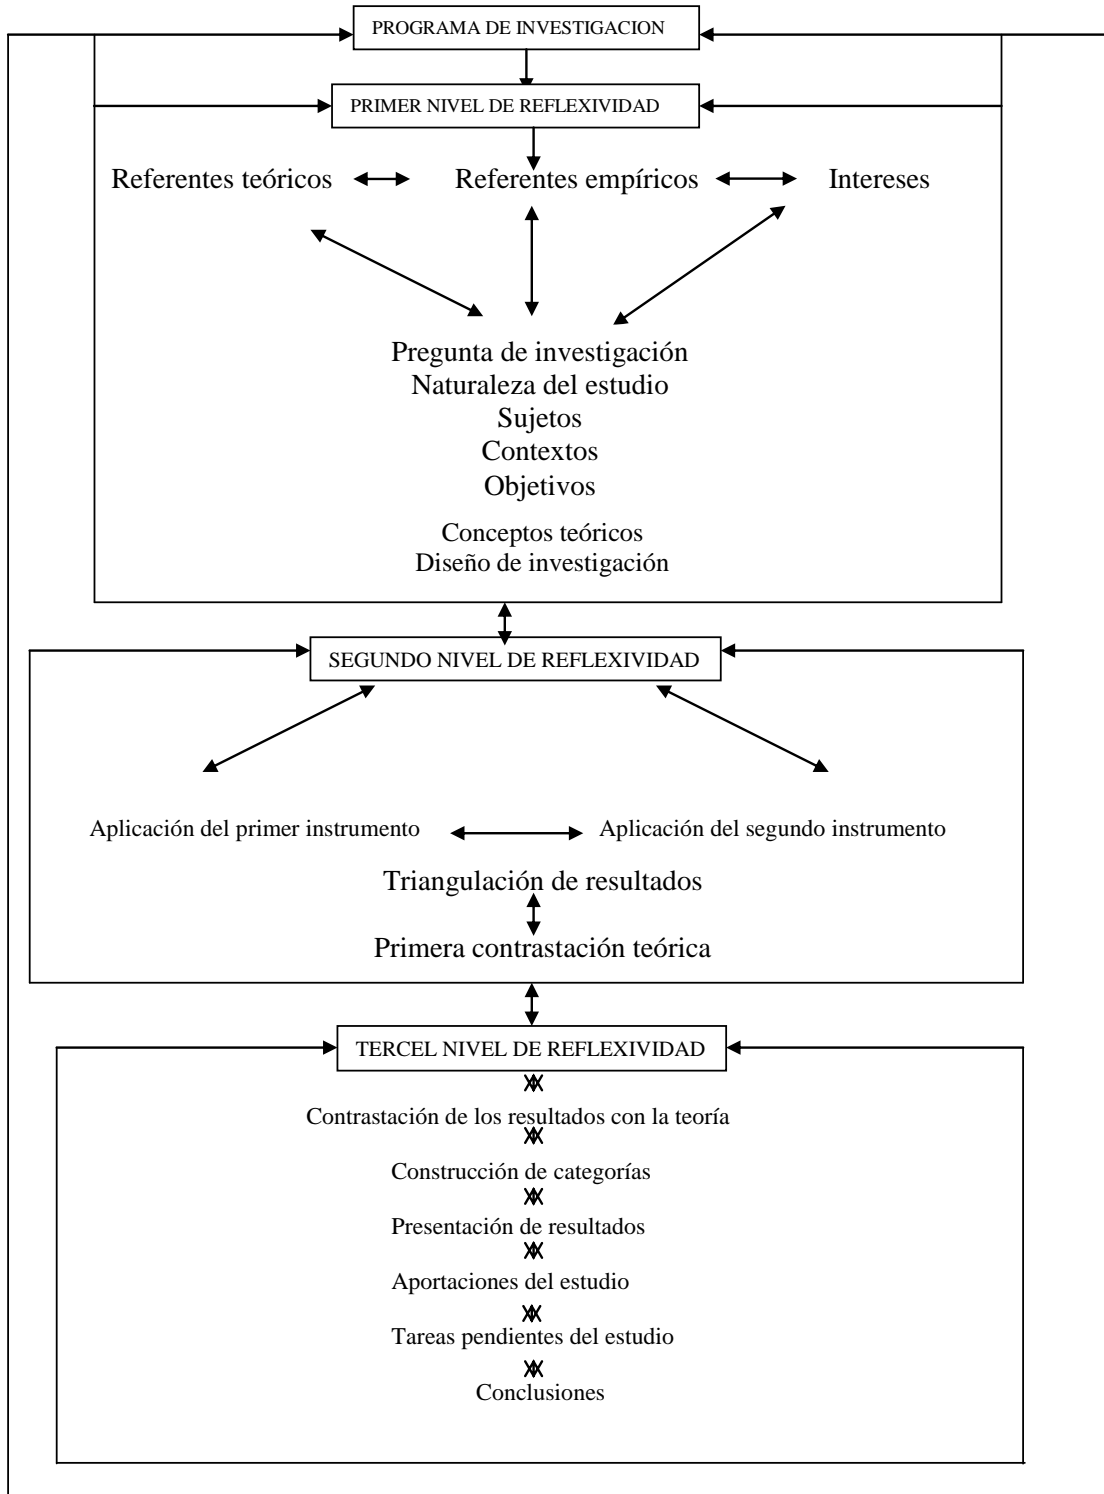 PROGRAMA DE INVESTIGACION
PRIMER NIVEL DE REFLEXIVIDAD
Referentes teóricos Referentes empíricos Intereses
Pregunta de investigación
Naturaleza del estudio
Sujetos
Contextos
Objetivos
Conceptos teóricos
Diseño de investigación
SEGUNDO NIVEL DE REFLEXIVIDAD
Aplicación del primer instrumento Aplicación del segundo instrumento
Triangulación de resultados
Primera contrastación teórica
TERCEL NIVEL DE REFLEXIVIDAD
Contrastación de los resultados con la teoría
Construcción de categorías
Presentación de resultados
Aportaciones del estudio
Tareas pendientes del estudio
Conclusiones